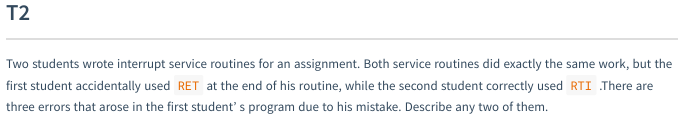 T2
Two students wrote interrupt service routines for an assignment. Both service routines did exactly the same work, but the
first student accidentally used RET at the end of his routine, while the second student correctly used RTI .There are
three errors that arose in the first student’ s program due to his mistake. Describe any two of them.